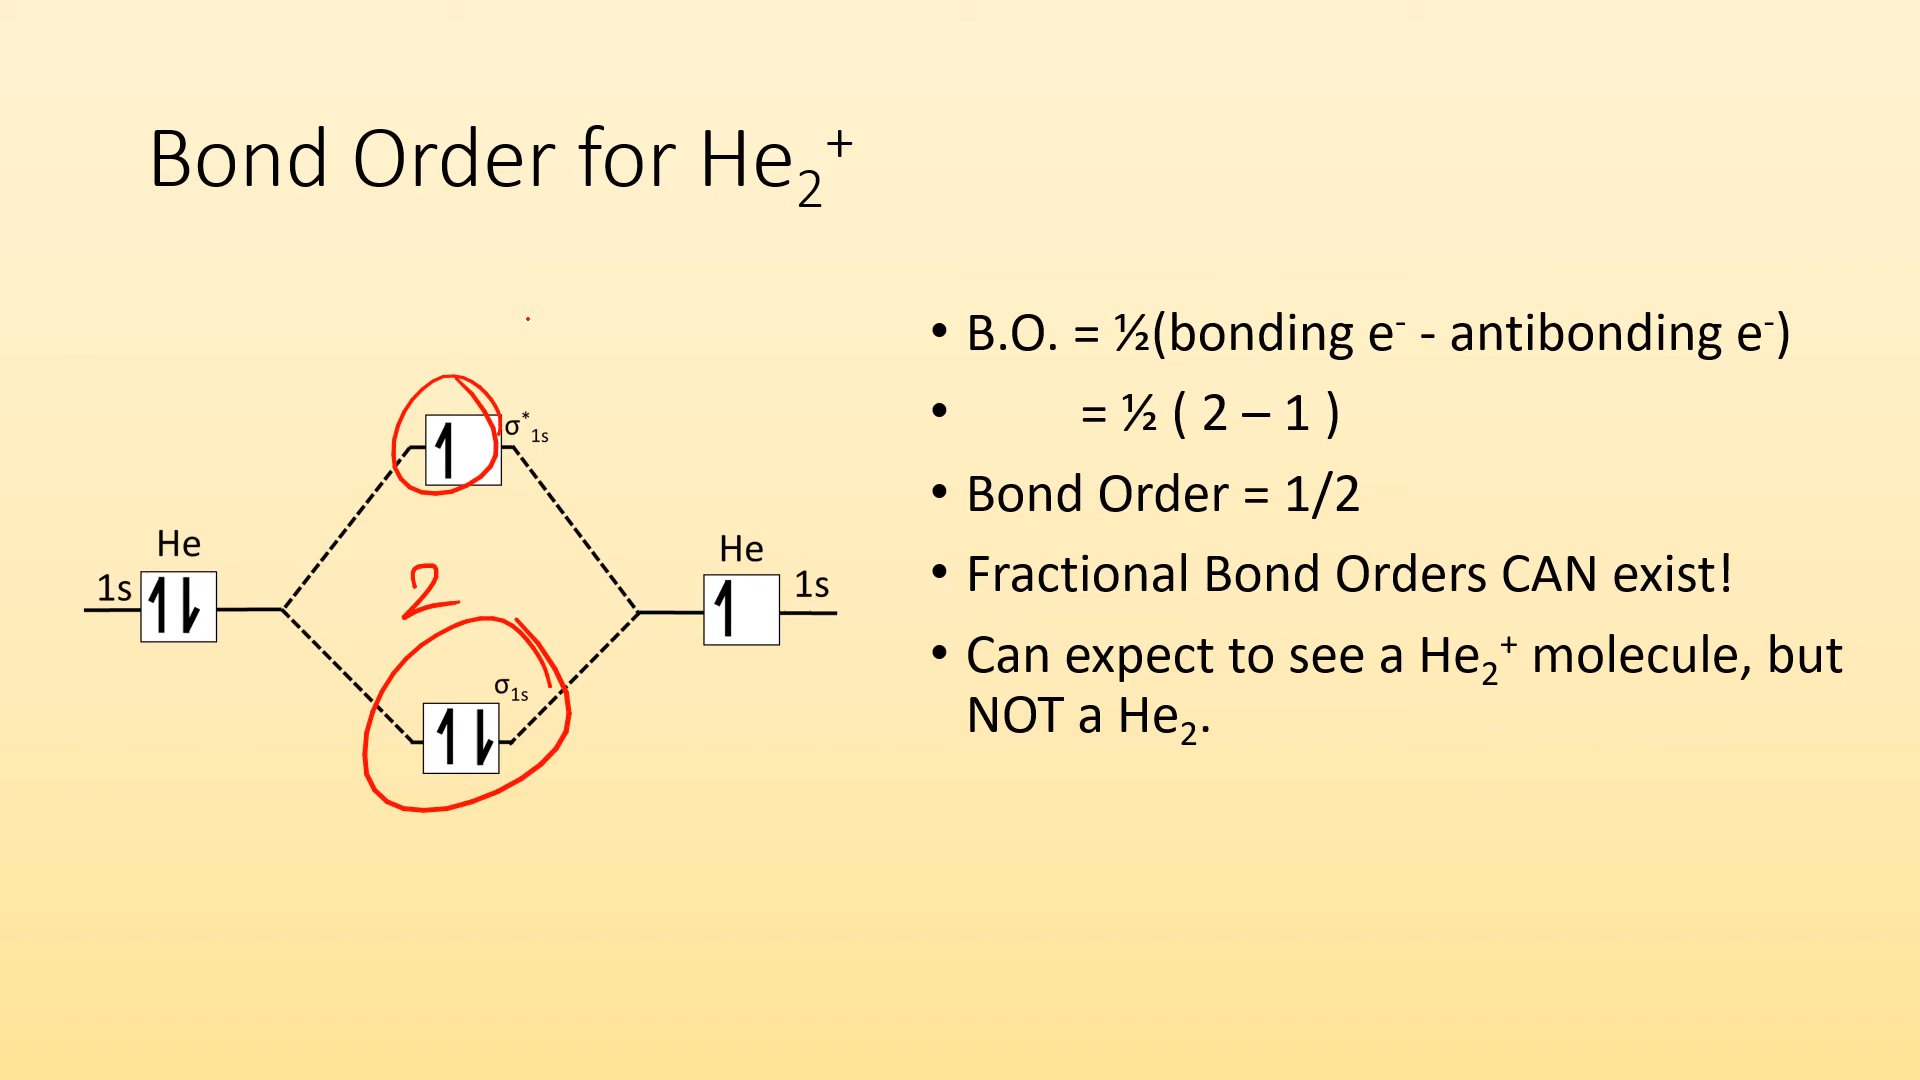 Bond Order for He₂⁺
• B.O. = ½(bonding e⁻ - antibonding e⁻)
• = ½ ( 2 – 1 )
• Bond Order = 1/2
• Fractional Bond Orders CAN exist!
• Can expect to see a He₂⁺ molecule, but
NOT a He₂.
σ*1s
He
1s
He
1s
2
σ1s